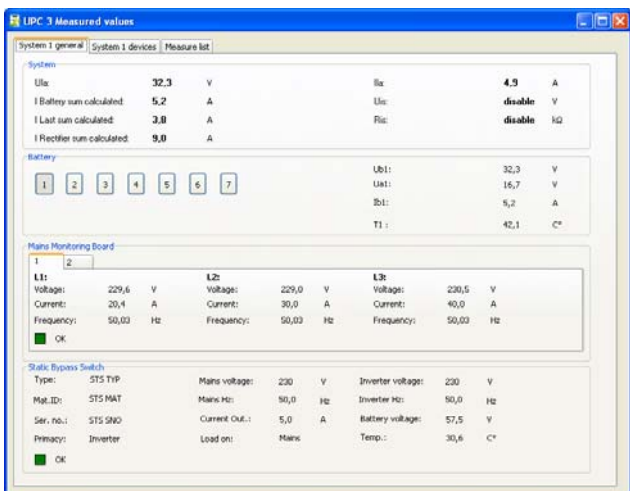 UPC 3 Measured values
System 1 general System 1 devices Measure list
System
Ula: 32,3 V Ila: 4,9 A
I Battery sum calculated: 5,2 A Uis: disable V
I Last sum calculated: 3,8 A Ris: disable kΩ
I Rectifier sum calculated: 9,0 A
Battery
1 2 3 4 5 6 7
Ub1: 32,3 V
Ua1: 16,7 V
Ib1: 5,2 A
T1 : 42,1 C°
Mains Monitoring Board
1 2
L1: L2: L3:
Voltage: 229,6 V Voltage: 229,0 V Voltage: 230,5 V
Current: 20,4 A Current: 30,0 A Current: 40,0 A
Frequency: 50,03 Hz Frequency: 50,03 Hz Frequency: 50,03 Hz
OK
Static Bypass Switch
Type: STS TYP Mains voltage: 230 V Inverter voltage: 230 V
Mat.ID: STS MAT Mains Hz: 50,0 Hz Inverter Hz: 50,0 Hz
Ser. no.: STS SNO Current Out.: 5,0 A Battery voltage: 57,5 V
Primacy: Inverter Load on: Mains Temp.: 30,6 C°
OK